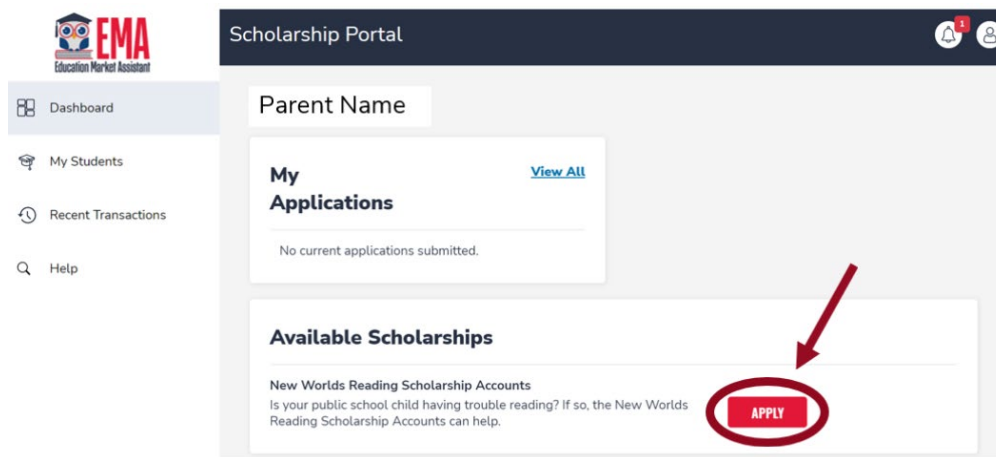 EMA
Education Market Assistant
Scholarship Portal
1
Dashboard
My Students
Recent Transactions
Help
Parent Name
My
Applications
View All
No current applications submitted.
Available Scholarships
New Worlds Reading Scholarship Accounts
Is your public school child having trouble reading? If so, the New Worlds
Reading Scholarship Accounts can help.
APPLY